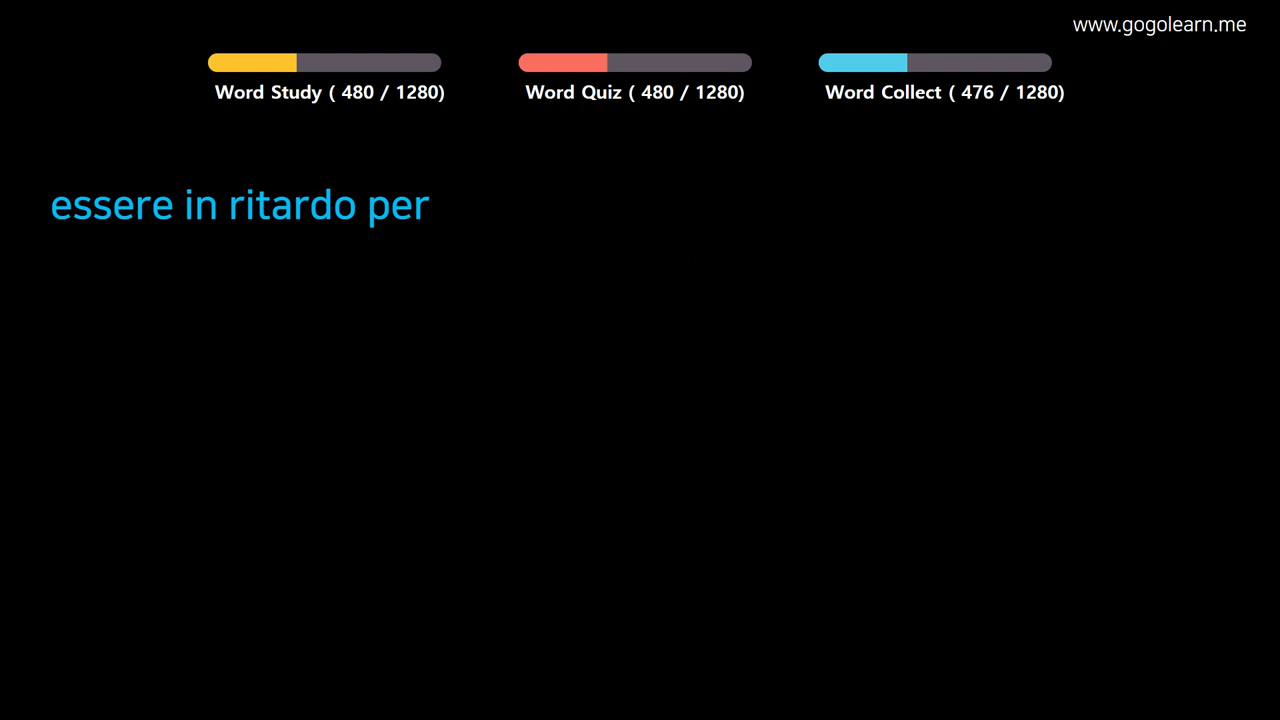 www.gogolearn.me
Word Study ( 480 / 1280)
Word Quiz ( 480 / 1280)
Word Collect ( 476 / 1280)
essere in ritardo per